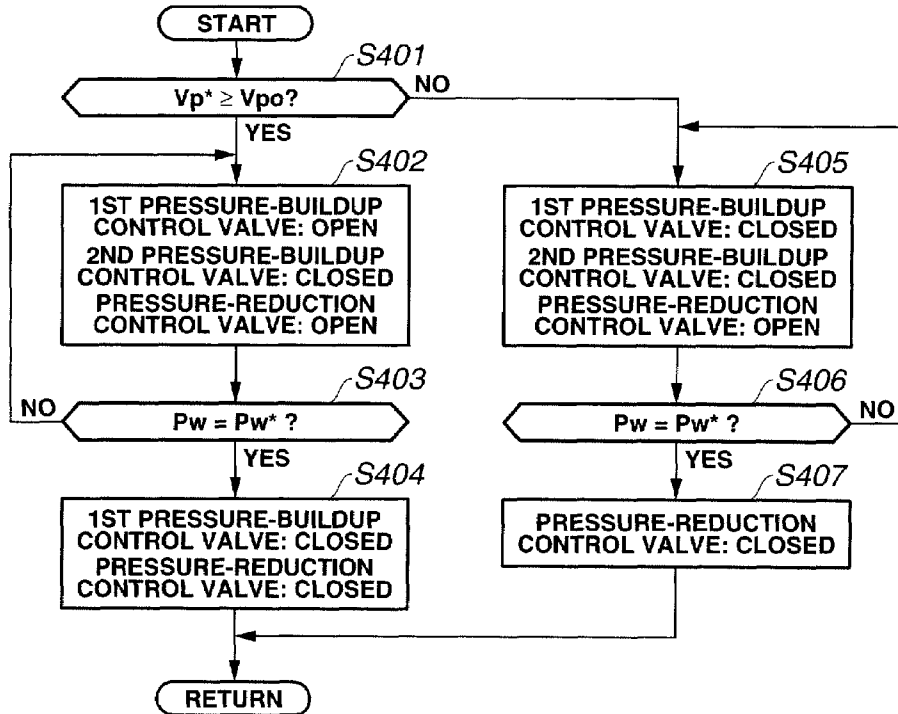 START
S401
Vp* ≥ Vpo?
NO
YES
S402
1ST PRESSURE-BUILDUP
CONTROL VALVE: OPEN
2ND PRESSURE-BUILDUP
CONTROL VALVE: CLOSED
PRESSURE-REDUCTION
CONTROL VALVE: OPEN
S403
NO
Pw = Pw* ?
YES
S404
1ST PRESSURE-BUILDUP
CONTROL VALVE: CLOSED
PRESSURE-REDUCTION
CONTROL VALVE: CLOSED
S405
1ST PRESSURE-BUILDUP
CONTROL VALVE: CLOSED
2ND PRESSURE-BUILDUP
CONTROL VALVE: CLOSED
PRESSURE-REDUCTION
CONTROL VALVE: OPEN
S406
Pw = Pw* ?
NO
YES
S407
PRESSURE-REDUCTION
CONTROL VALVE: CLOSED
RETURN